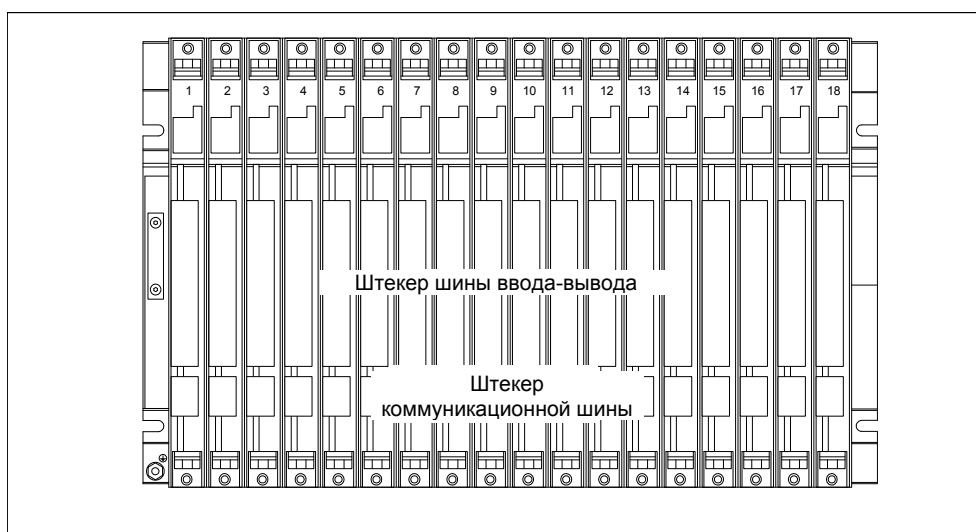 1 2 3 4 5 6 7 8 9 10 11 12 13 14 15 16 17 18
Штекер шины ввода-вывода
Штекер
коммуникационной шины